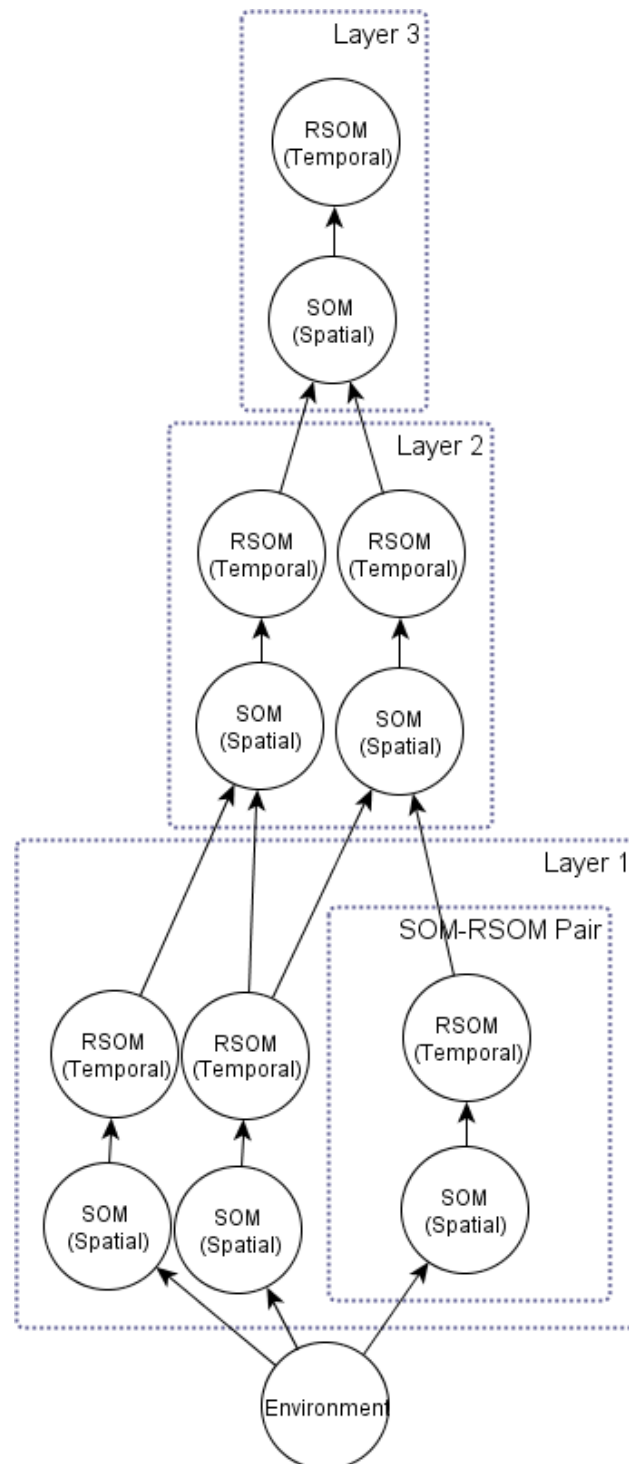 Layer 3
RSOM
(Temporal)
SOM
(Spatial)
Layer 2
RSOM
(Temporal)
RSOM
(Temporal)
SOM
(Spatial)
SOM
(Spatial)
Layer 1
SOM-RSOM Pair
RSOM
(Temporal)
RSOM
(Temporal)
RSOM
(Temporal)
SOM
(Spatial)
SOM
(Spatial)
SOM
(Spatial)
Environment